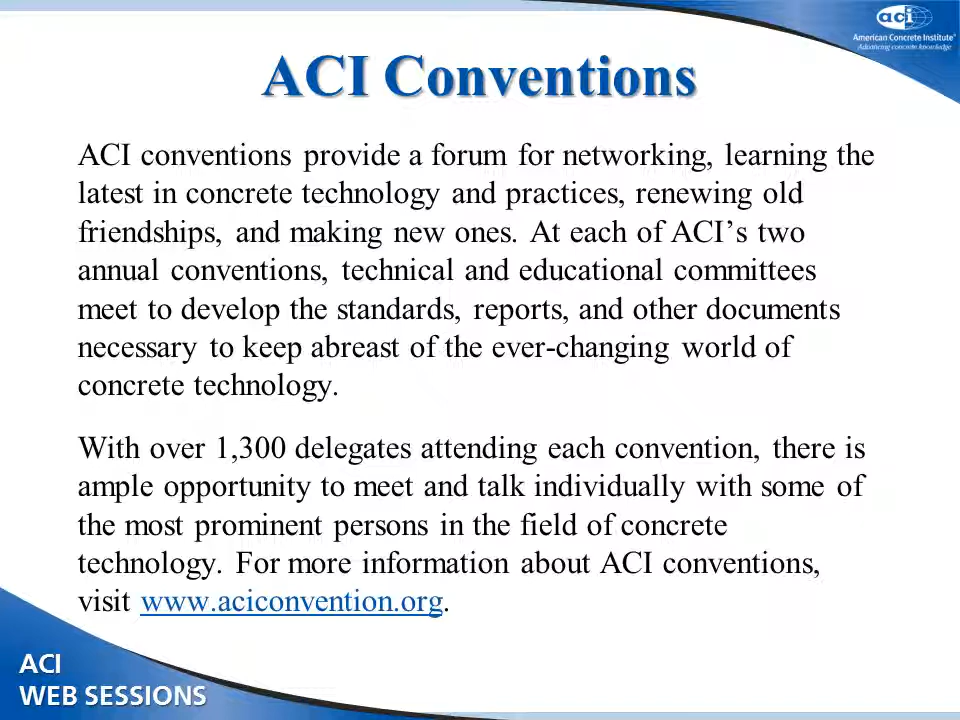 aci
American Concrete Institute®
Advancing concrete knowledge
ACI Conventions
ACI conventions provide a forum for networking, learning the
latest in concrete technology and practices, renewing old
friendships, and making new ones. At each of ACI’s two
annual conventions, technical and educational committees
meet to develop the standards, reports, and other documents
necessary to keep abreast of the ever-changing world of
concrete technology.
With over 1,300 delegates attending each convention, there is
ample opportunity to meet and talk individually with some of
the most prominent persons in the field of concrete
technology. For more information about ACI conventions,
visit www.aciconvention.org.
ACI
WEB SESSIONS